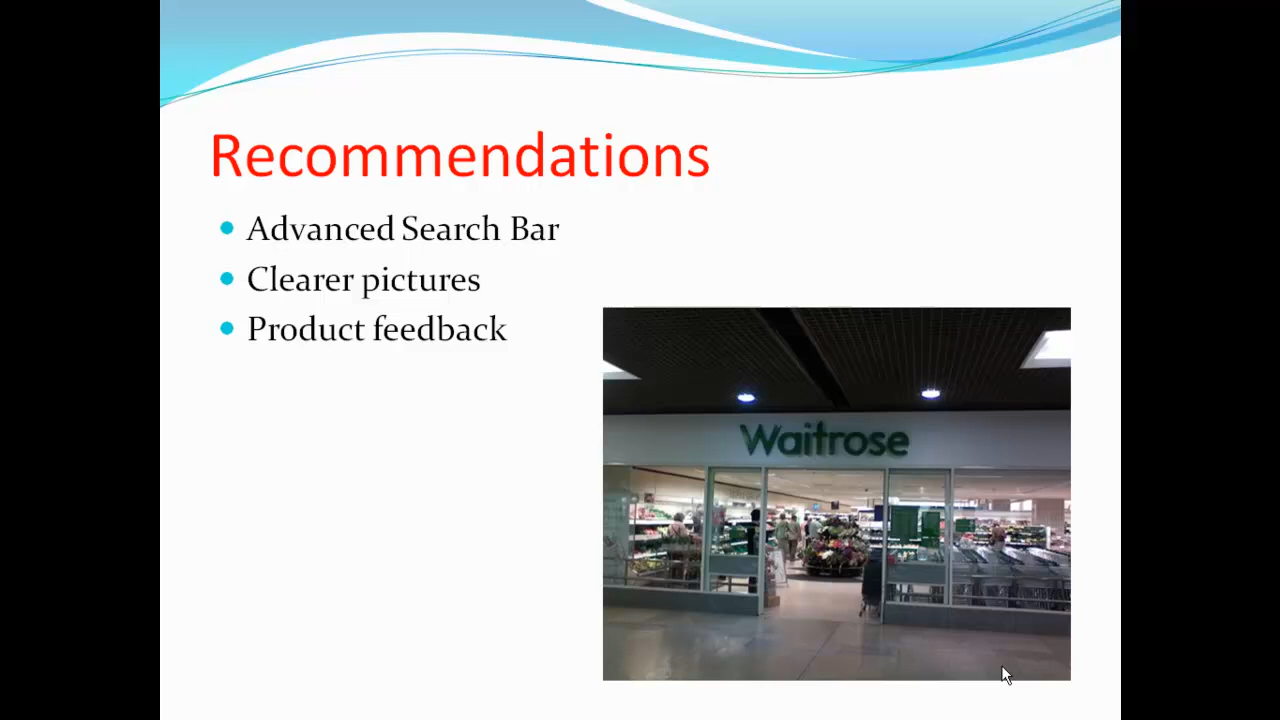 Recommendations
Advanced Search Bar
Clearer pictures
Product feedback
Waitrose